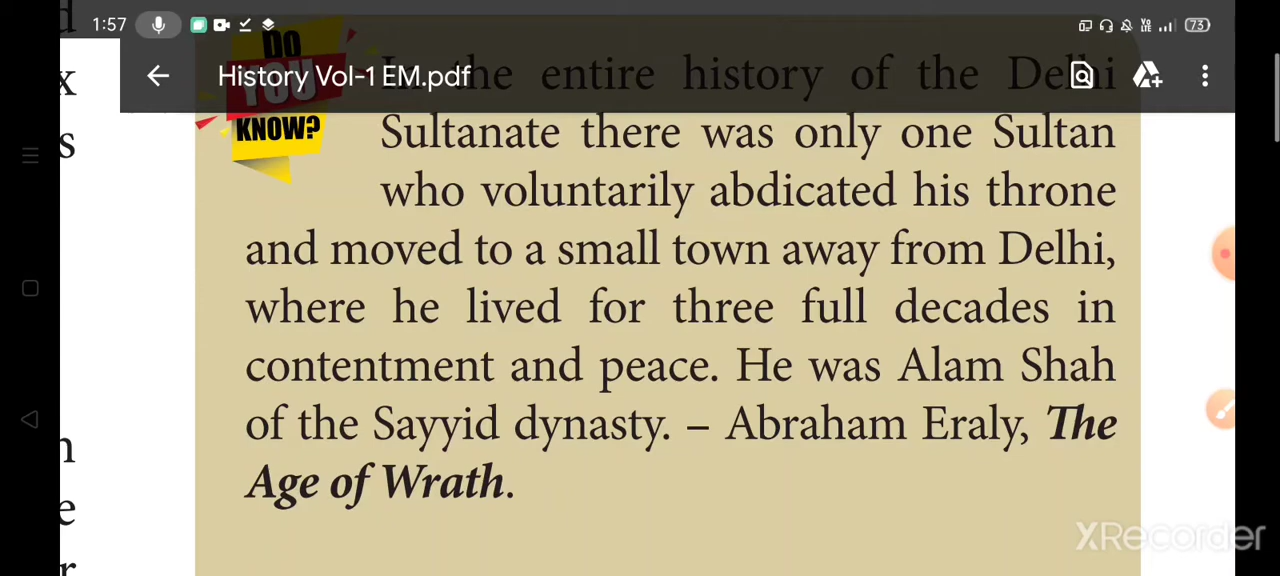 1:57
73
History Vol-1 EM.pdf
DO
YOU
KNOW?
In the entire history of the Delhi
Sultanate there was only one Sultan
who voluntarily abdicated his throne
and moved to a small town away from Delhi,
where he lived for three full decades in
contentment and peace. He was Alam Shah
of the Sayyid dynasty. – Abraham Eraly, The
Age of Wrath.
x
s
n
e
XRecorder